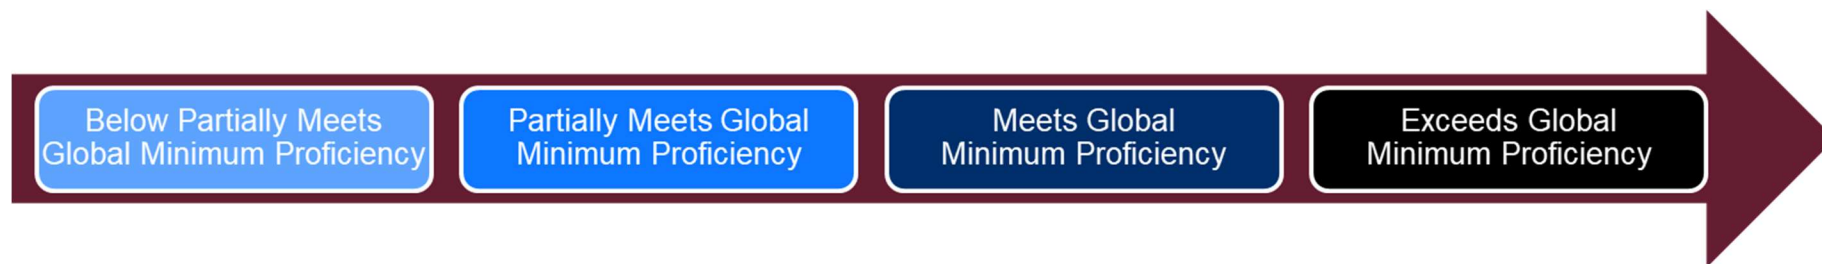 Below Partially Meets
Global Minimum Proficiency
Partially Meets Global
Minimum Proficiency
Meets Global
Minimum Proficiency
Exceeds Global
Minimum Proficiency